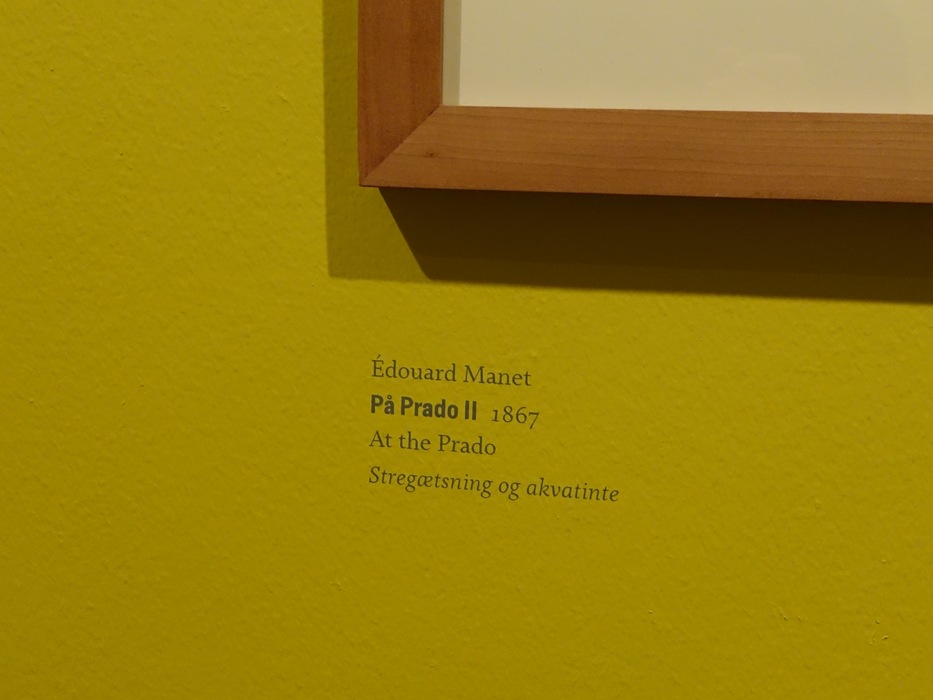 Édouard Manet
På Prado II 1867
At the Prado
Stregætsning og akvatinte